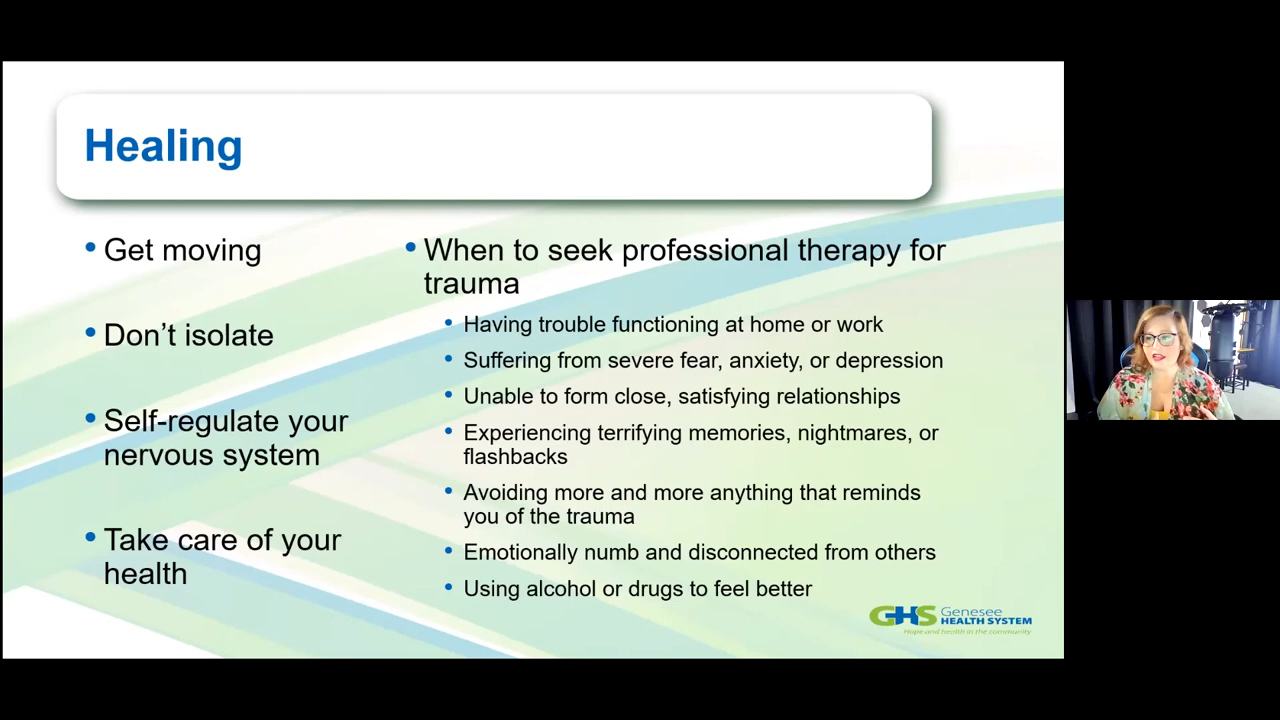 Healing
Get moving
Don't isolate
Self-regulate your
nervous system
Take care of your
health
When to seek professional therapy for
trauma
Having trouble functioning at home or work
Suffering from severe fear, anxiety, or depression
Unable to form close, satisfying relationships
Experiencing terrifying memories, nightmares, or
flashbacks
Avoiding more and more anything that reminds
you of the trauma
Emotionally numb and disconnected from others
Using alcohol or drugs to feel better
GHS Genesee
HEALTH SYSTEM
Hope and health in the community